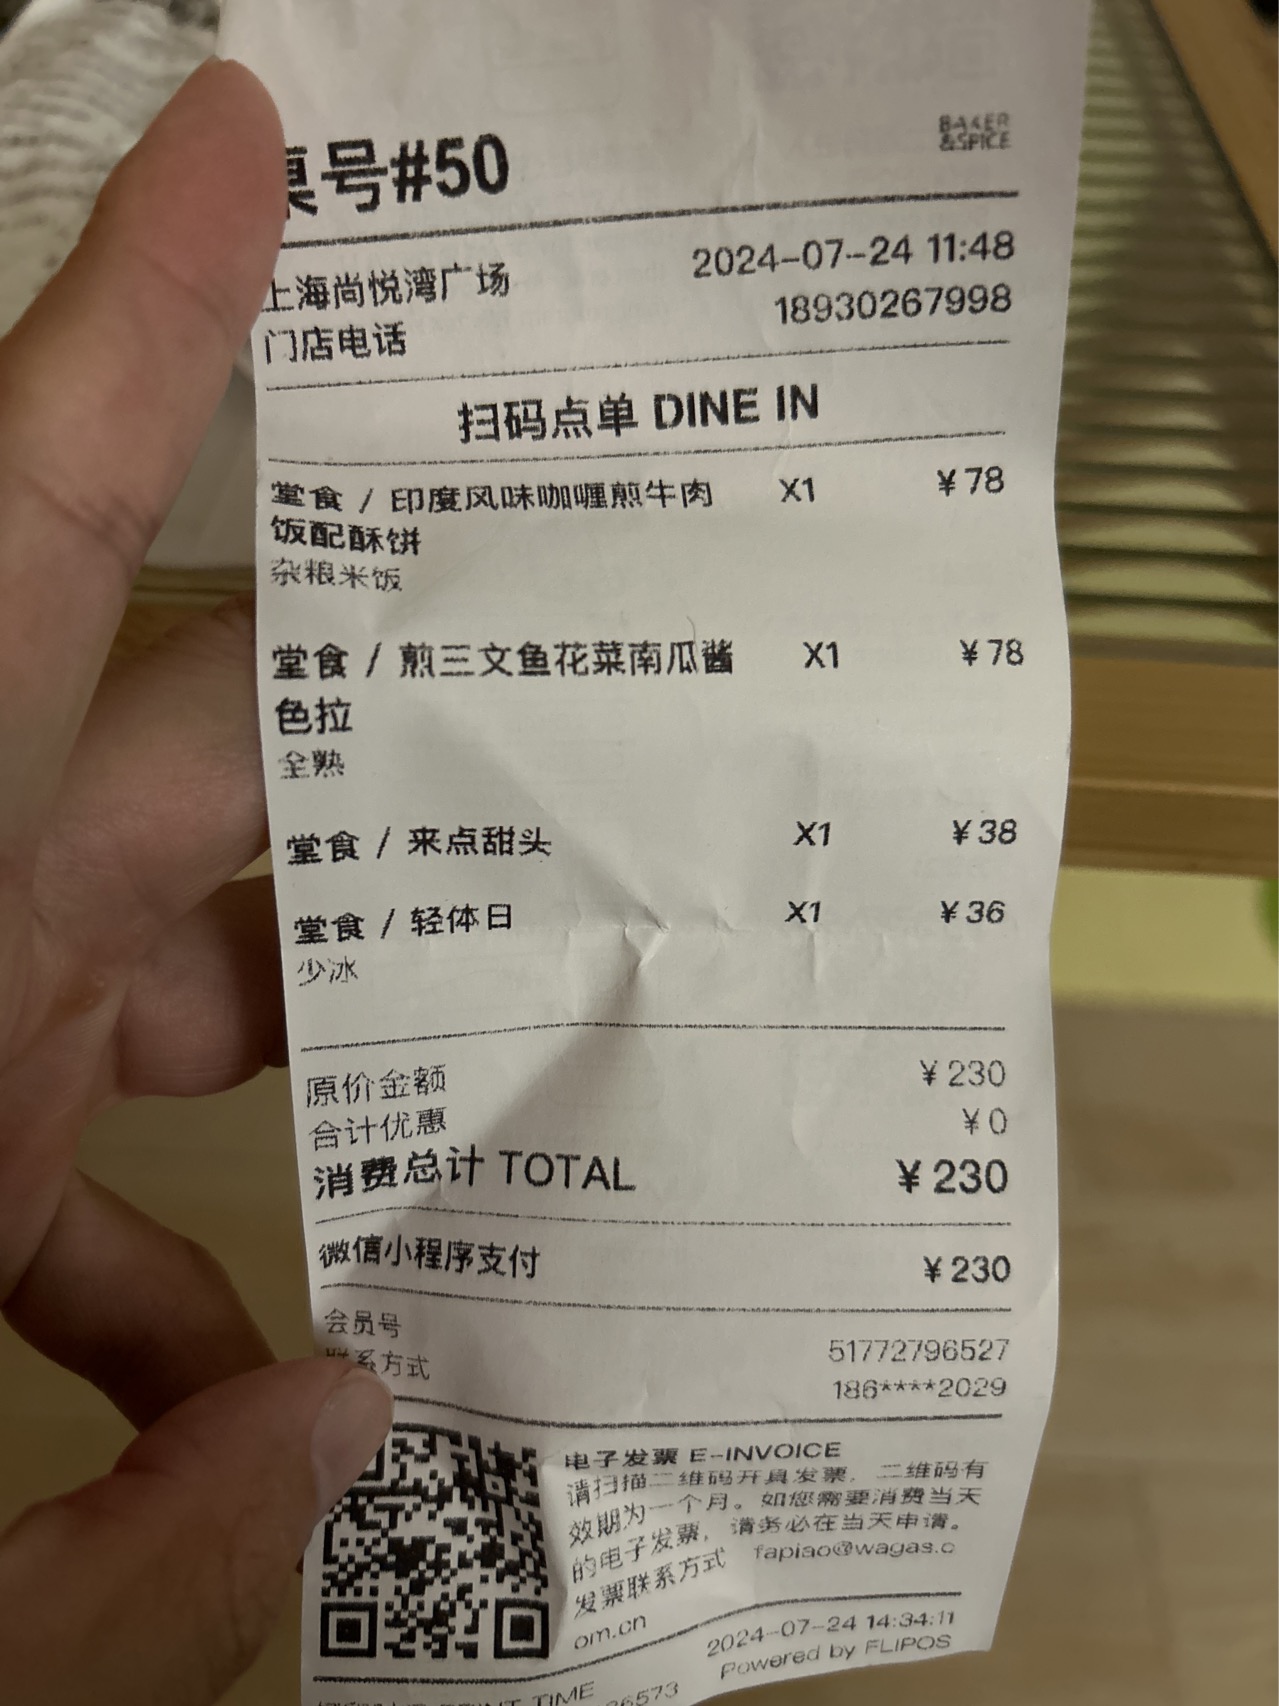 BAKER
&SPICE
桌号#50
上海尚悦湾广场 2024-07-24 11:48
门店电话 18930267998
扫码点单 DINE IN
堂食 / 印度风味咖喱煎牛肉 X1 ¥78
饭配酥饼
杂粮米饭
堂食 / 煎三文鱼花菜南瓜酱 X1 ¥78
色拉
全熟
堂食 / 来点甜头 X1 ¥38
堂食 / 轻体日 X1 ¥36
少冰
原价金额 ¥230
合计优惠 ¥0
消费总计 TOTAL ¥230
微信小程序支付 ¥230
会员号 51772796527
联系方式 186****2029
电子发票 E-INVOICE
请扫描二维码开具发票，二维码有
效期为一个月。如您需要消费当天
的电子发票，请务必在当天申请。
发票联系方式 fapiao@wagas.c
om.cn
2024-07-24 14:34:11
Powered by FLIPOS
PRINT TIME
26573